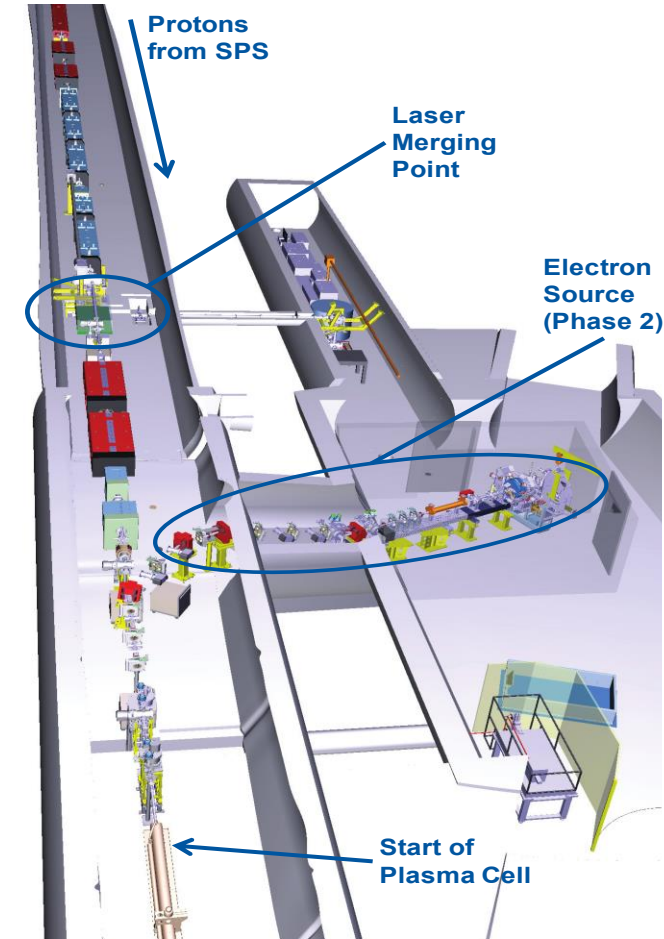 Protons
from SPS
Laser
Merging
Point
Electron
Source
(Phase 2)
Start of
Plasma Cell